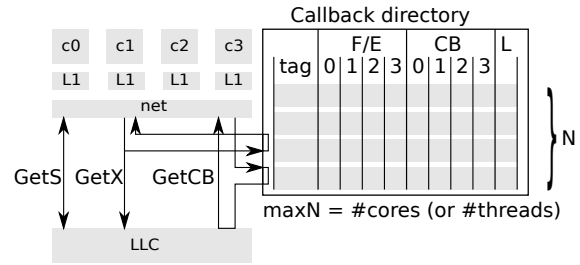 Callback directory
c0 c1 c2 c3
F/E CB L
L1 L1 L1 L1
tag 0 1 2 3 0 1 2 3
net
N
GetS GetX GetCB
maxN = #cores (or #threads)
LLC